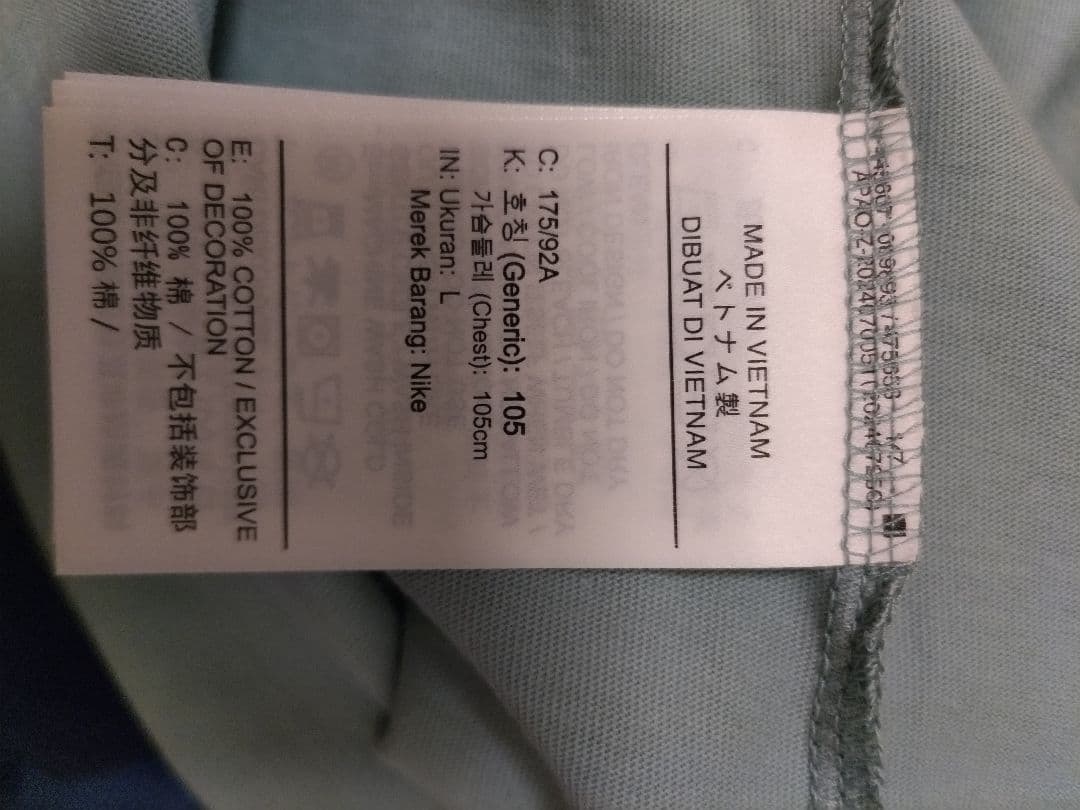 MADE IN VIETNAM
ベトナム製
DIBUAT DI VIETNAM
C: 175/92A
K: 호칭 (Generic): 105
가슴둘레 (Chest): 105cm
IN: Ukuran: L
Merek Barang: Nike
E: 100% COTTON / EXCLUSIVE
OF DECORATION
C: 100% 棉 / 不包括装饰部
分及非纤维物质
T: 100% 棉 /